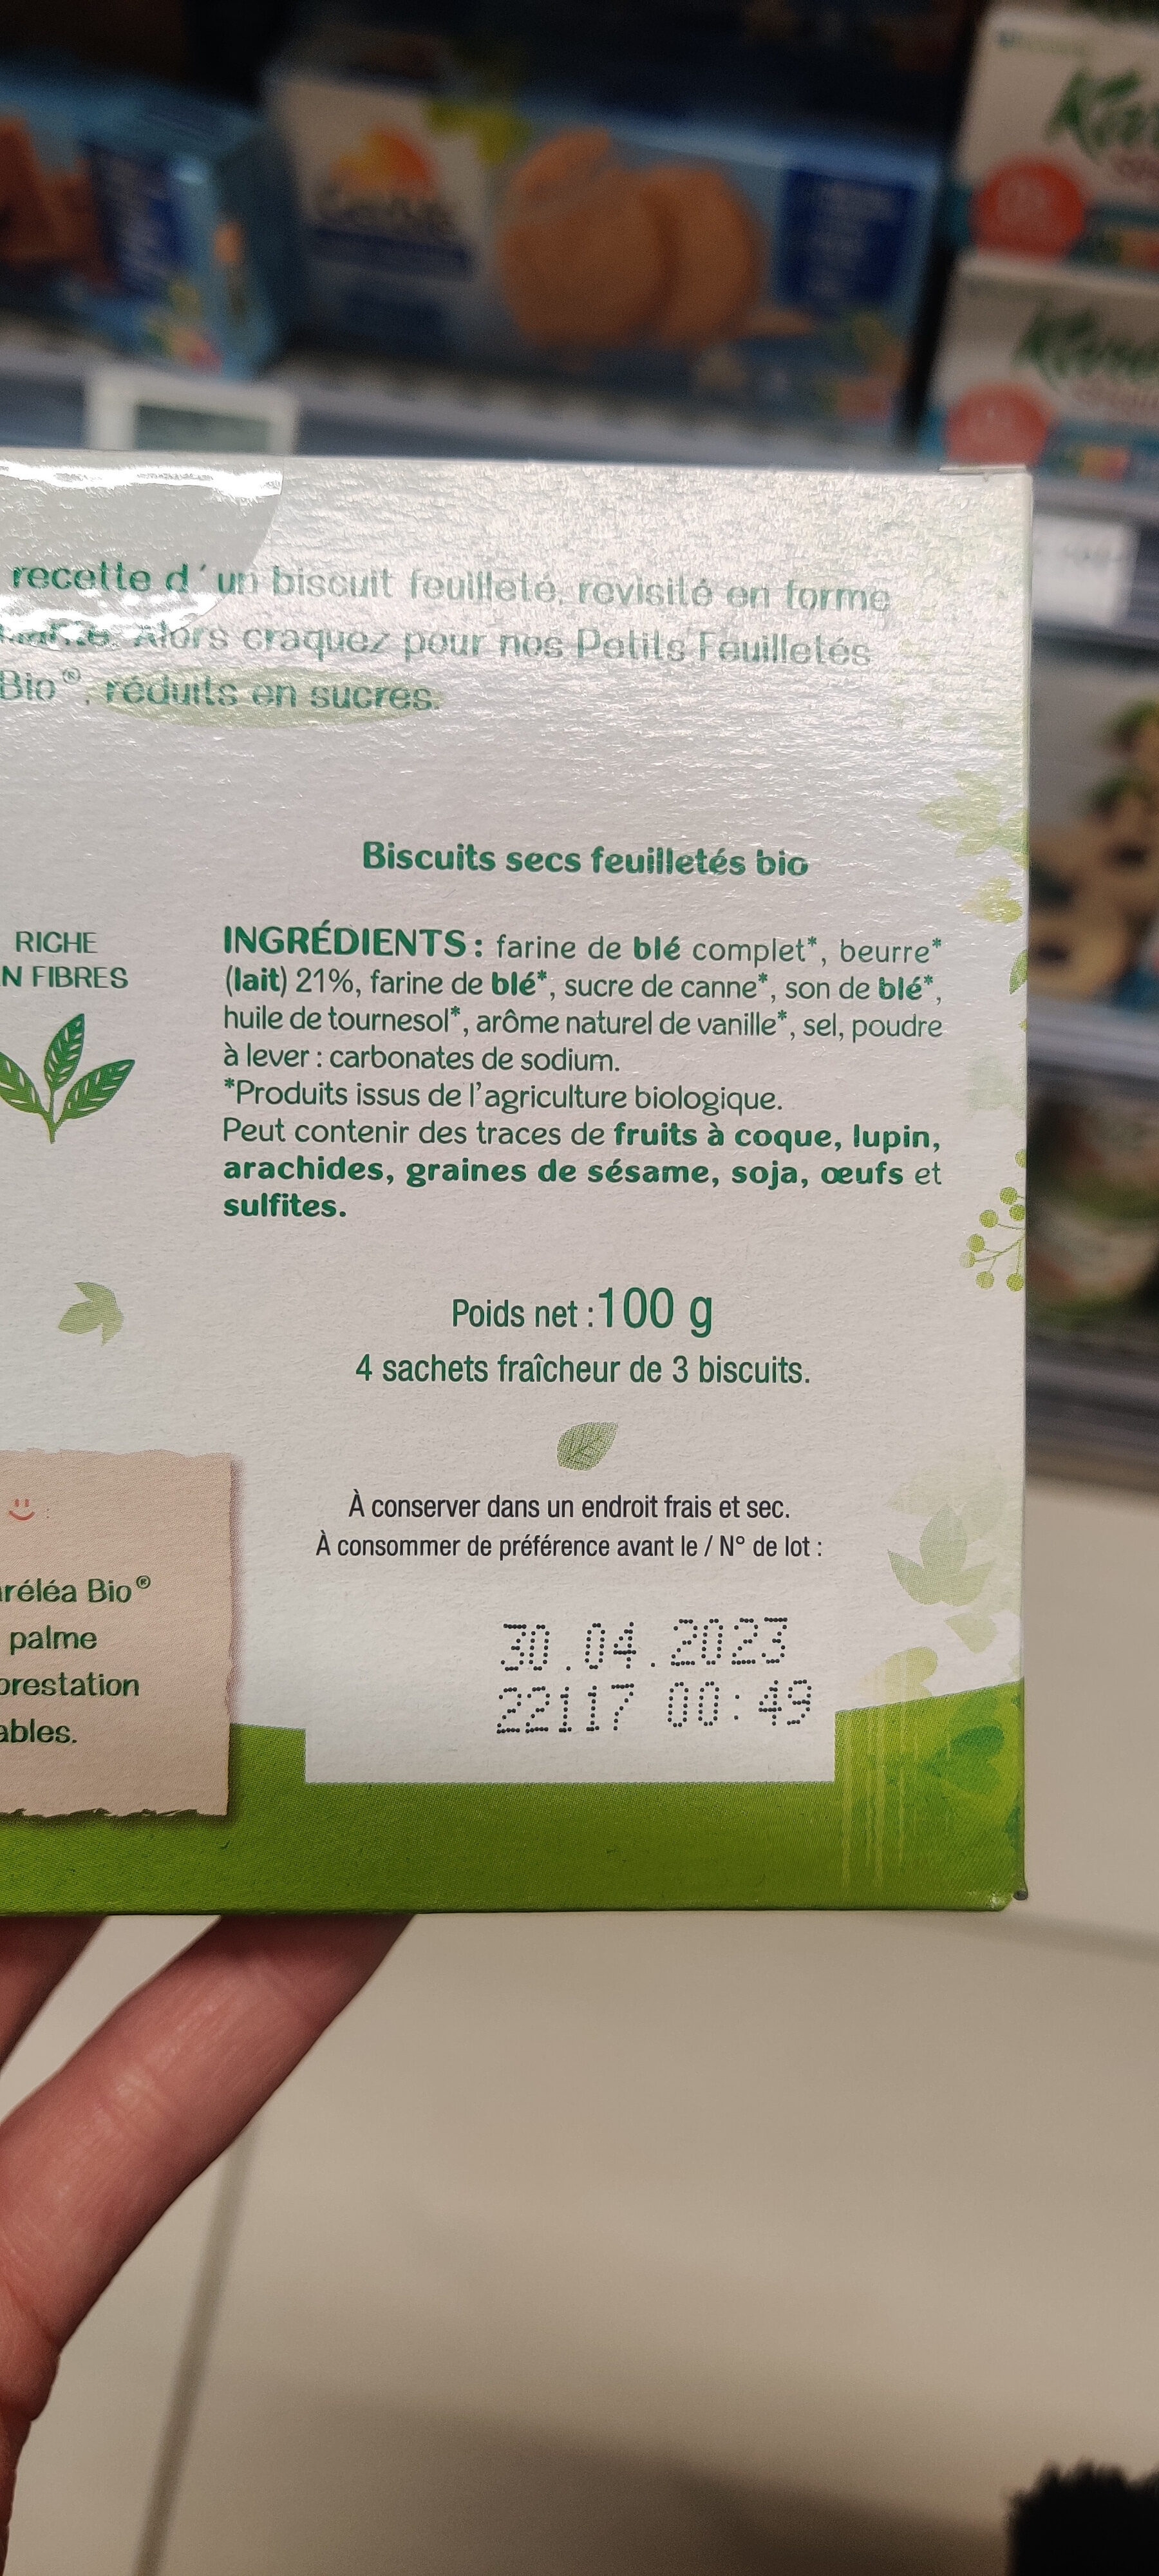 recette d'un biscuit feuilleté, revisité en forme
Alors craquez pour nos Petits Feuilletés
Bio®, réduits en sucres.
Biscuits secs feuilletés bio
RICHE
N FIBRES
INGRÉDIENTS : farine de blé complet*, beurre*
(lait) 21%, farine de blé*, sucre de canne*, son de blé*,
huile de tournesol*, arôme naturel de vanille*, sel, poudre
à lever : carbonates de sodium.
*Produits issus de l'agriculture biologique.
Peut contenir des traces de fruits à coque, lupin,
arachides, graines de sésame, soja, œufs et
sulfites.
Poids net : 100 g
4 sachets fraîcheur de 3 biscuits.
À conserver dans un endroit frais et sec.
À consommer de préférence avant le / N° de lot :
30.04.2023
22117 00:49
réléa Bio®
palme
orestation
ables.